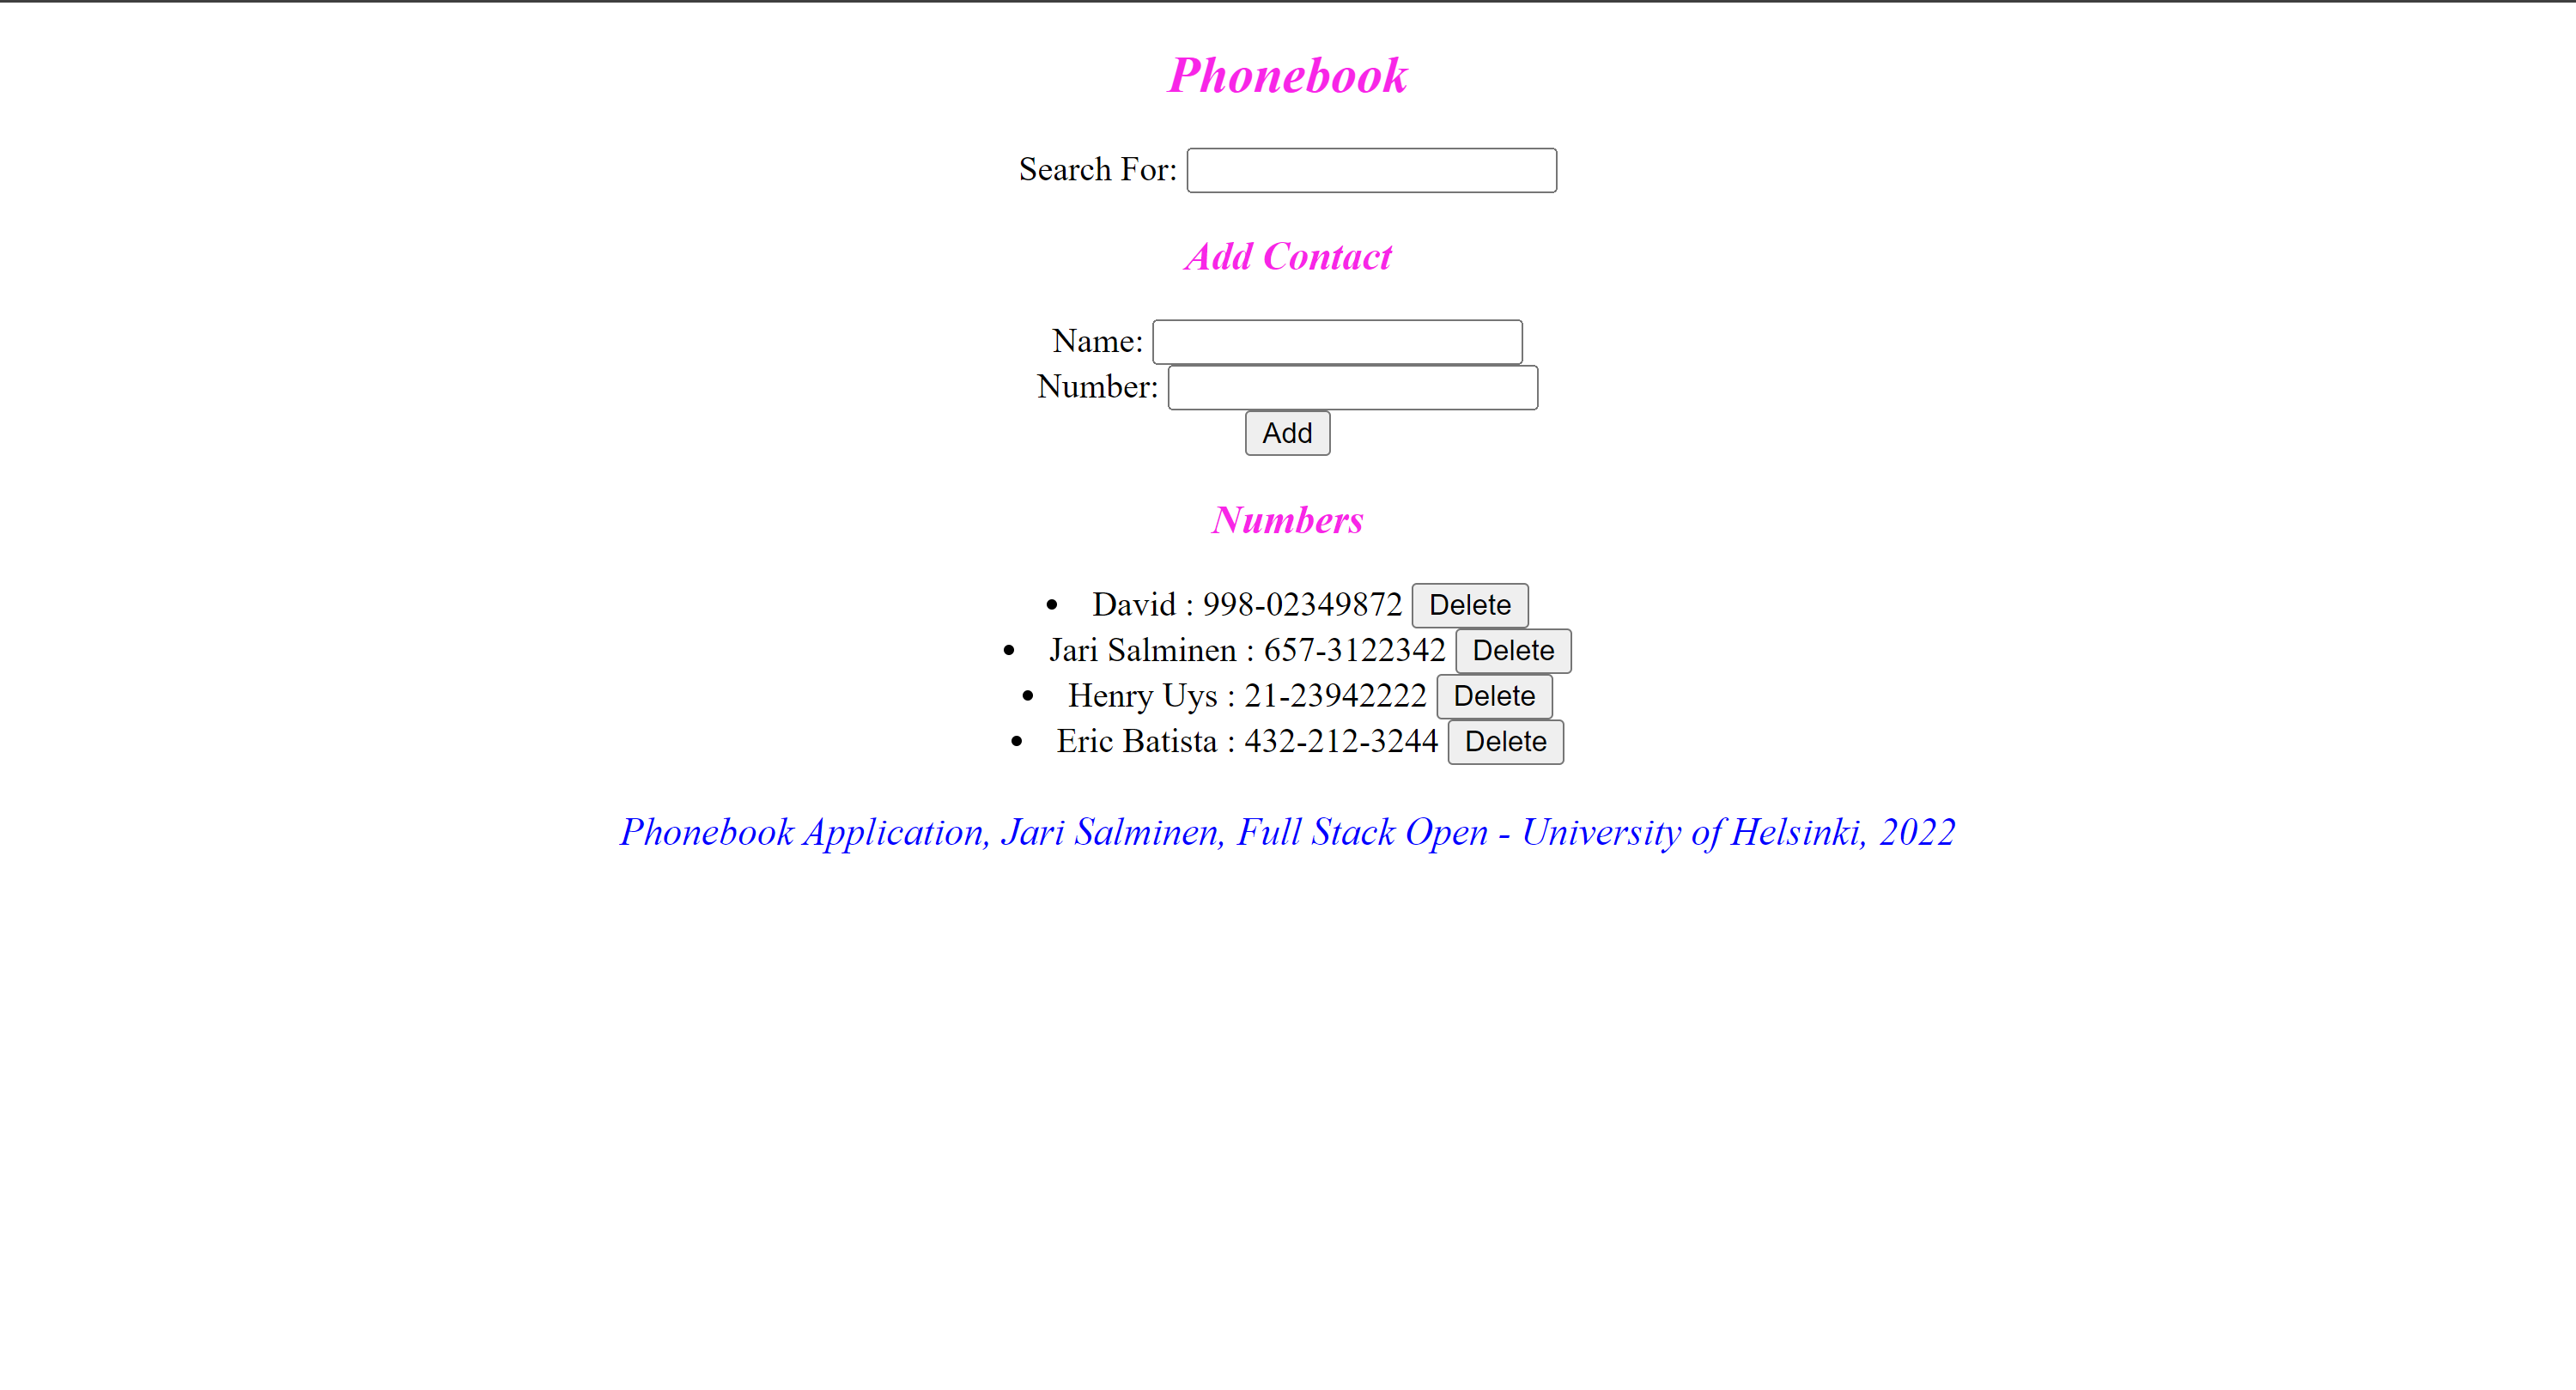 Phonebook
Search For:
Add Contact
Name:
Number:
Add
Numbers
• David : 998-02349872 Delete
• Jari Salminen : 657-3122342 Delete
• Henry Uys : 21-23942222 Delete
• Eric Batista : 432-212-3244 Delete
Phonebook Application, Jari Salminen, Full Stack Open - University of Helsinki, 2022